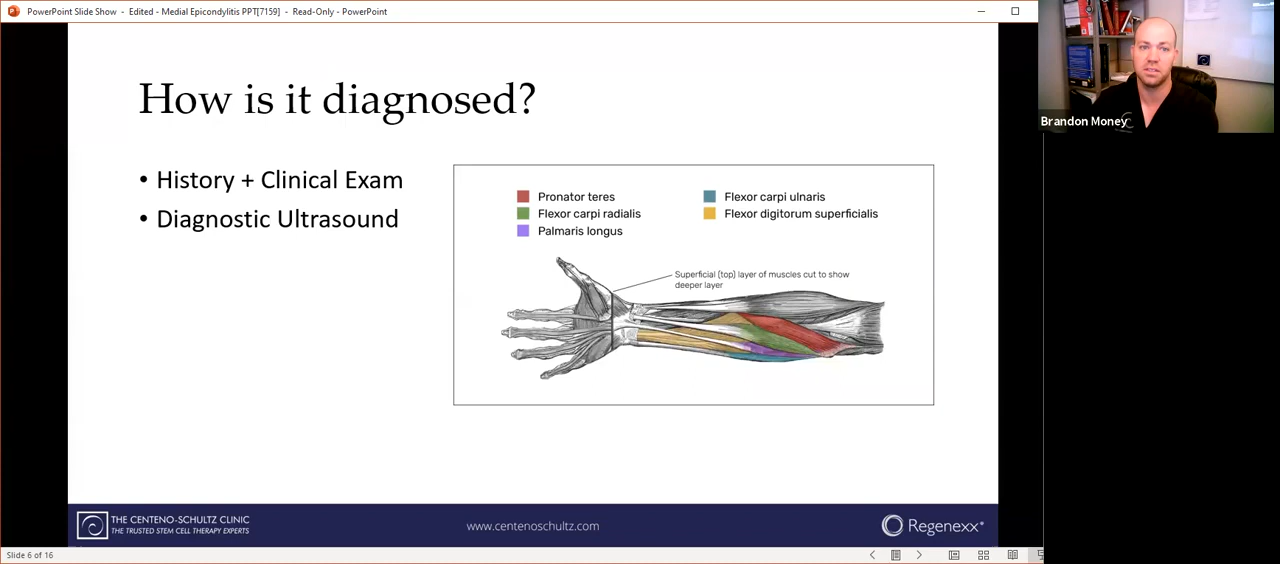 PowerPoint Slide Show - Edited - Medial Epicondylitis PPT[7159] - Read-Only - PowerPoint
Brandon Money
How is it diagnosed?
• History + Clinical Exam
• Diagnostic Ultrasound
Pronator teres
Flexor carpi radialis
Palmaris longus
Flexor carpi ulnaris
Flexor digitorum superficialis
Superficial (top) layer of muscles cut to show
deeper layer
THE CENTENO-SCHULTZ CLINIC
THE TRUSTED STEM CELL THERAPY EXPERTS
www.centenoschultz.com
Regenexx®
Slide 6 of 16